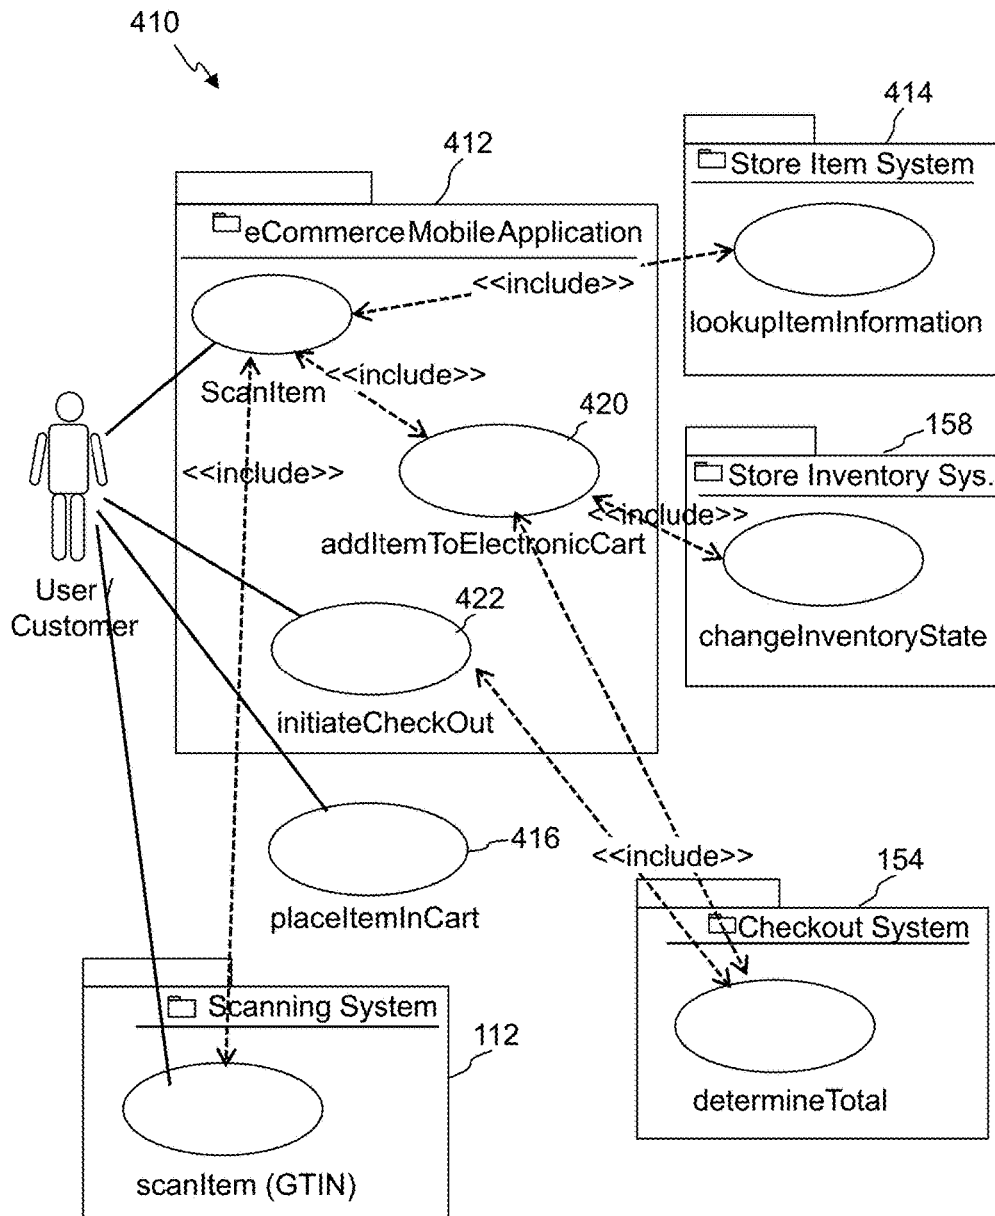 410
414
412
Store Item System
eCommerceMobileApplication
<<include>>
lookupItemInformation
ScanItem
<<include>>
420
158
<<include>>
Store Inventory Sys.
<<include>>
addItemToElectronicCart
User /
Customer
422
changeInventoryState
initiateCheckOut
416
<<include>>
154
placeItemInCart
Checkout System
Scanning System
112
determineTotal
scanItem (GTIN)